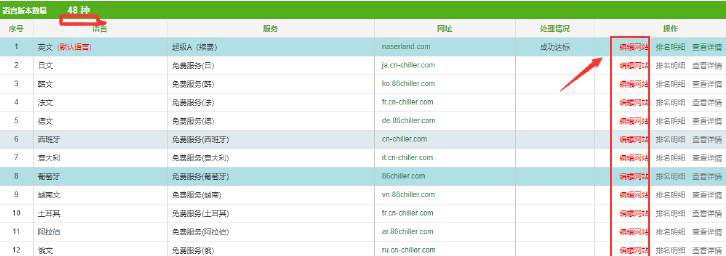 语言版本数量 48 种
序号 语言 服务 网址 处理情况 操作
1 英文（默认语言） 超级A（续费） naserland.com 成功达标 编辑网站 排名明细 查看详情
2 日文 免费服务(日) ja.cn-chiller.com 编辑网站 排名明细 查看详情
3 韩文 免费服务(韩) ko.86chiller.com 编辑网站 排名明细 查看详情
4 法文 免费服务(法) fr.cn-chiller.com 编辑网站 排名明细 查看详情
5 德文 免费服务(德) de.86chiller.com 编辑网站 排名明细 查看详情
6 西班牙 免费服务(西班牙) cn-chiller.com 编辑网站 排名明细 查看详情
7 意大利 免费服务(意大利) it.cn-chiller.com 编辑网站 排名明细 查看详情
8 葡萄牙 免费服务(葡萄牙) 86chiller.com 编辑网站 排名明细 查看详情
9 越南文 免费服务(越南) vn.86chiller.com 编辑网站 排名明细 查看详情
10 土耳其 免费服务(土耳其) tr.cn-chiller.com 编辑网站 排名明细 查看详情
11 阿拉伯 免费服务(阿拉伯) ar.86chiller.com 编辑网站 排名明细 查看详情
12 俄文 免费服务(俄) ru.cn-chiller.com 编辑网站 排名明细 查看详情